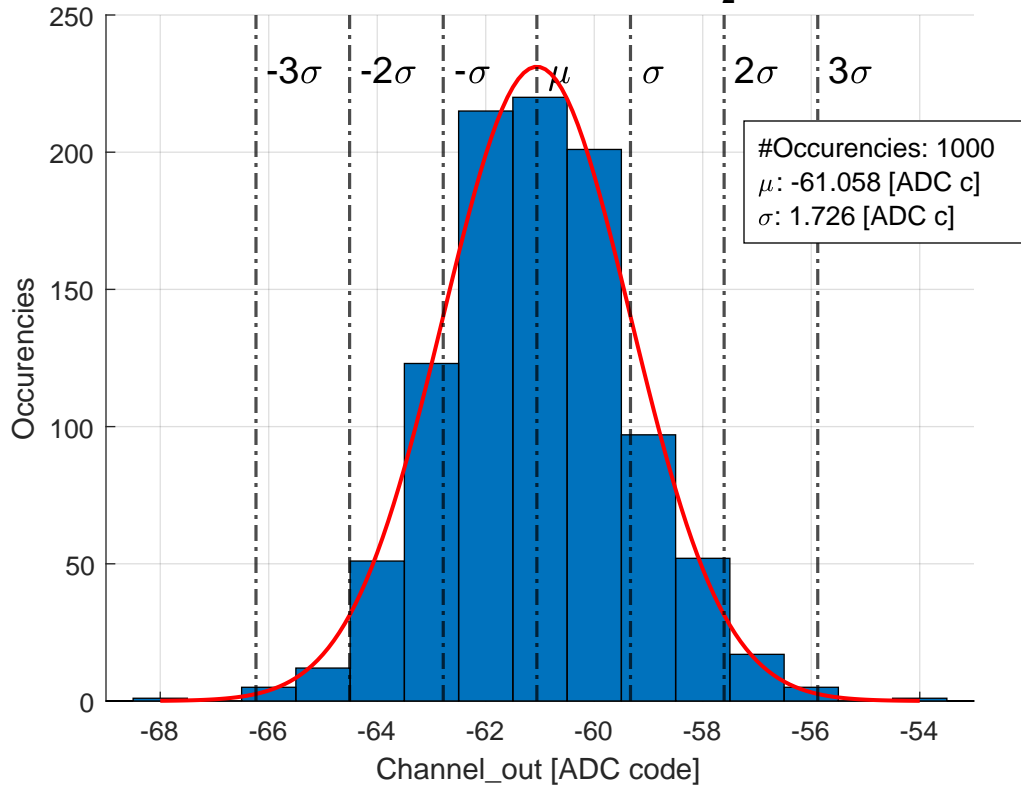 250
-3σ -2σ -σ μ σ 2σ 3σ
#Occurencies: 1000
μ: -61.058 [ADC c]
σ: 1.726 [ADC c]
200
150
100
50
0
Occurencies
-68 -66 -64 -62 -60 -58 -56 -54
Channel_out [ADC code]